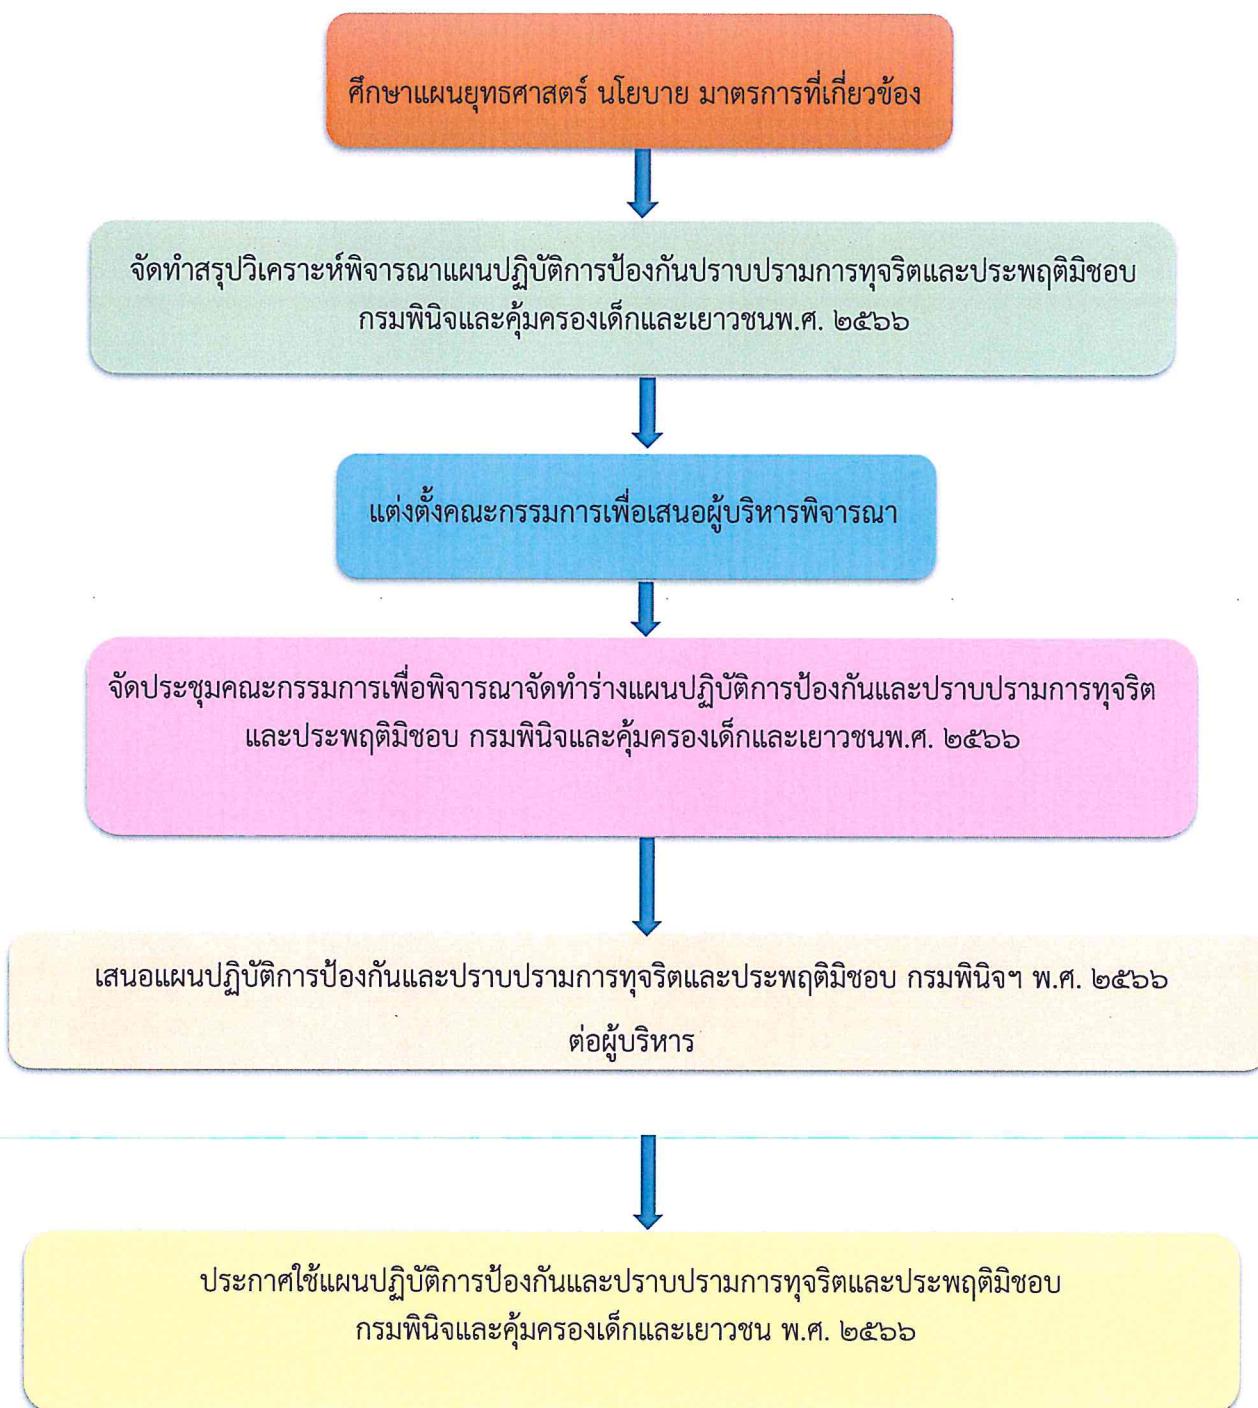 ศึกษาแผนยุทธศาสตร์ นโยบาย มาตรการที่เกี่ยวข้อง
จัดทำสรุปวิเคราะห์พิจารณาแผนปฏิบัติการป้องกันปราบปรามการทุจริตและประพฤติมิชอบ
กรมพินิจและคุ้มครองเด็กและเยาวชนพ.ศ. ๒๕๖๖
แต่งตั้งคณะกรรมการเพื่อเสนอผู้บริหารพิจารณา
จัดประชุมคณะกรรมการเพื่อพิจารณาจัดทำร่างแผนปฏิบัติการป้องกันและปราบปรามการทุจริต
และประพฤติมิชอบ กรมพินิจและคุ้มครองเด็กและเยาวชนพ.ศ. ๒๕๖๖
เสนอแผนปฏิบัติการป้องกันและปราบปรามการทุจริตและประพฤติมิชอบ กรมพินิจฯ พ.ศ. ๒๕๖๖
ต่อผู้บริหาร
ประกาศใช้แผนปฏิบัติการป้องกันและปราบปรามการทุจริตและประพฤติมิชอบ
กรมพินิจและคุ้มครองเด็กและเยาวชน พ.ศ. ๒๕๖๖